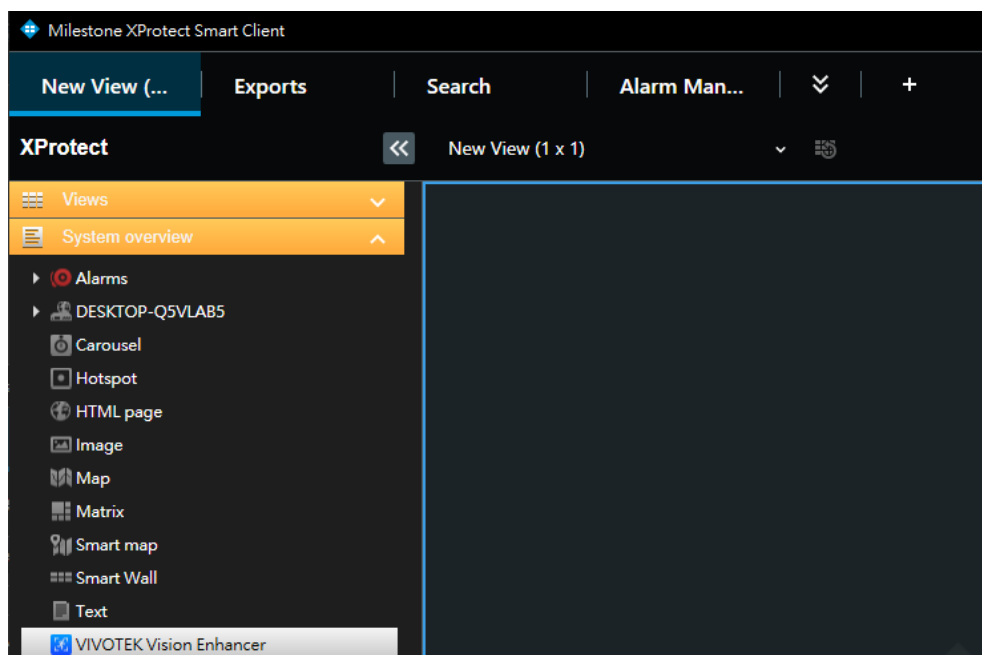 Milestone XProtect Smart Client
New View (... Exports Search Alarm Man... +
XProtect New View (1 x 1)
Views
System overview
Alarms
DESKTOP-Q5VLAB5
Carousel
Hotspot
HTML page
Image
Map
Matrix
Smart map
Smart Wall
Text
VIVOTEK Vision Enhancer